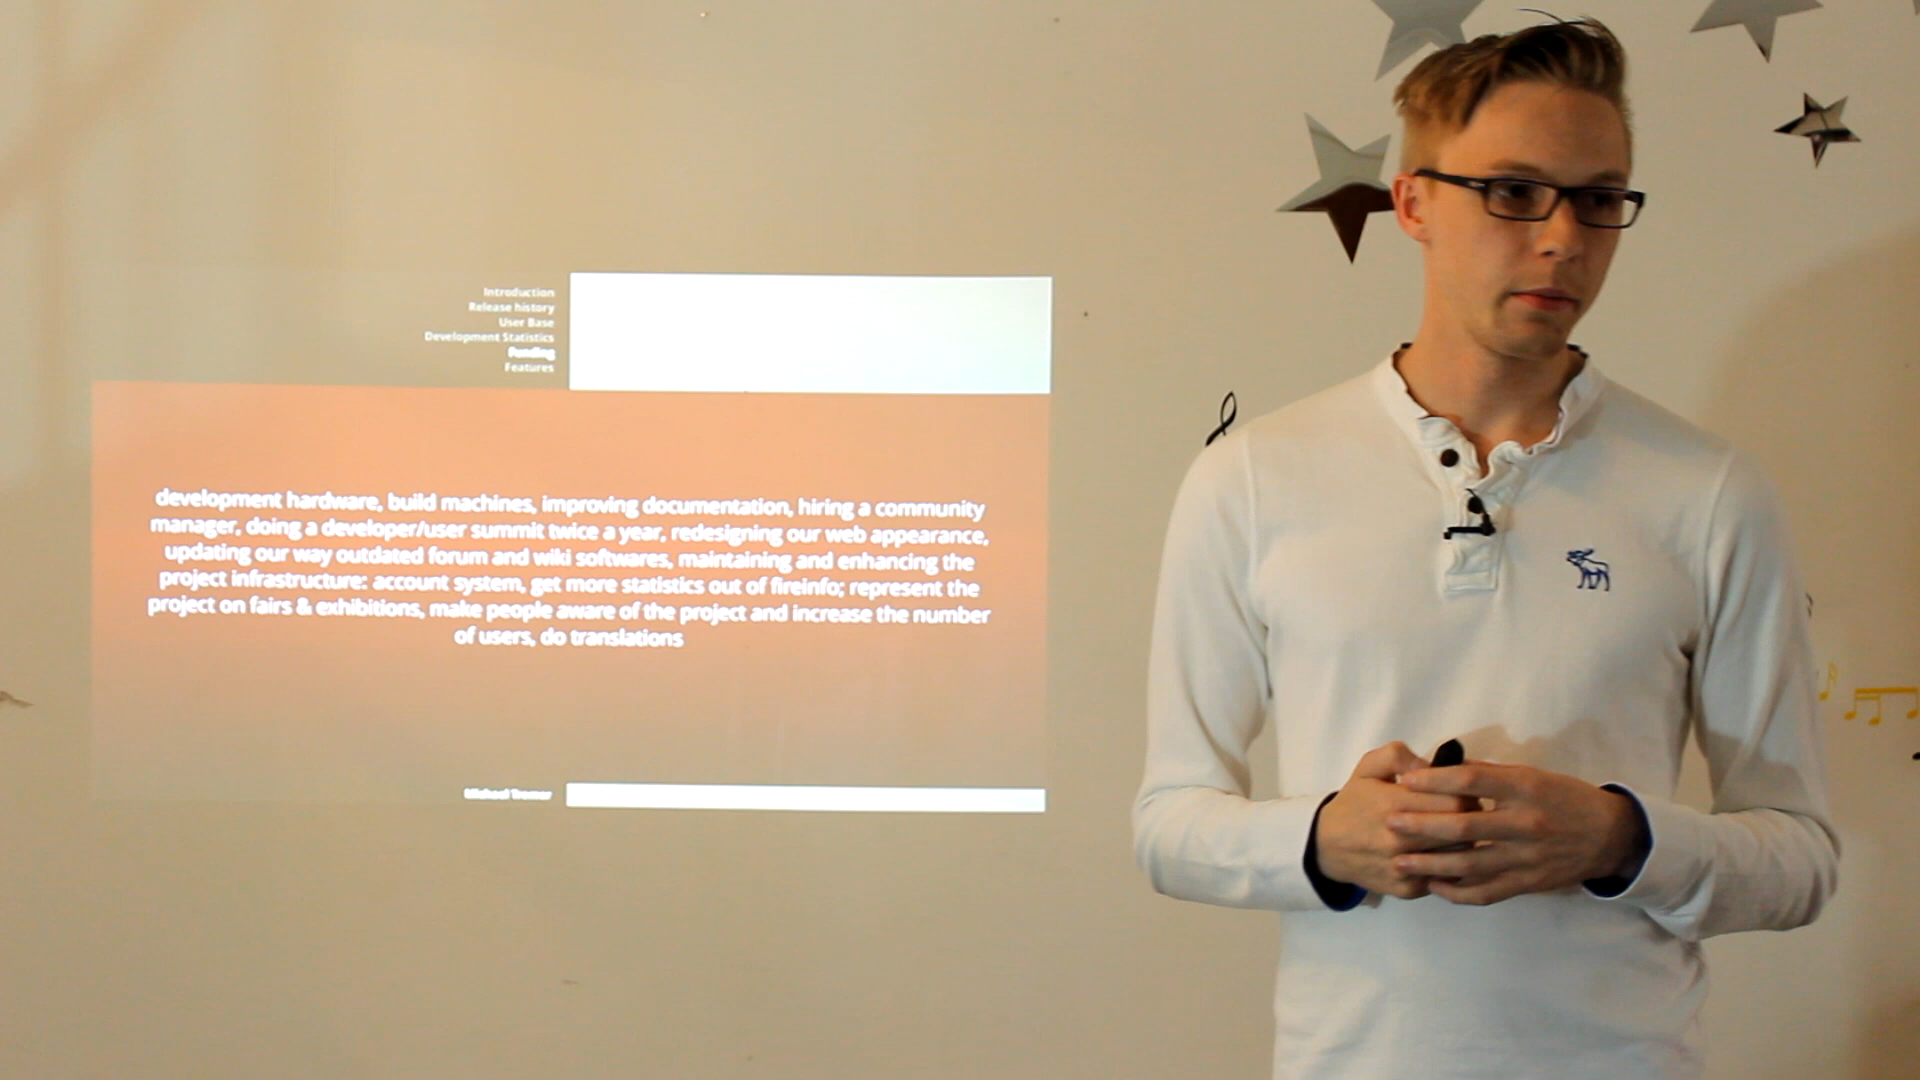 Introduction
Release history
User Base
Development Statistics
Funding
Features
development hardware, build machines, improving documentation, hiring a community
manager, doing a developer/user summit twice a year, redesigning our web appearance,
updating our way outdated forum and wiki softwares, maintaining and enhancing the
project infrastructure: account system, get more statistics out of fireinfo; represent the
project on fairs & exhibitions, make people aware of the project and increase the number
of users, do translations
Michael Tremer